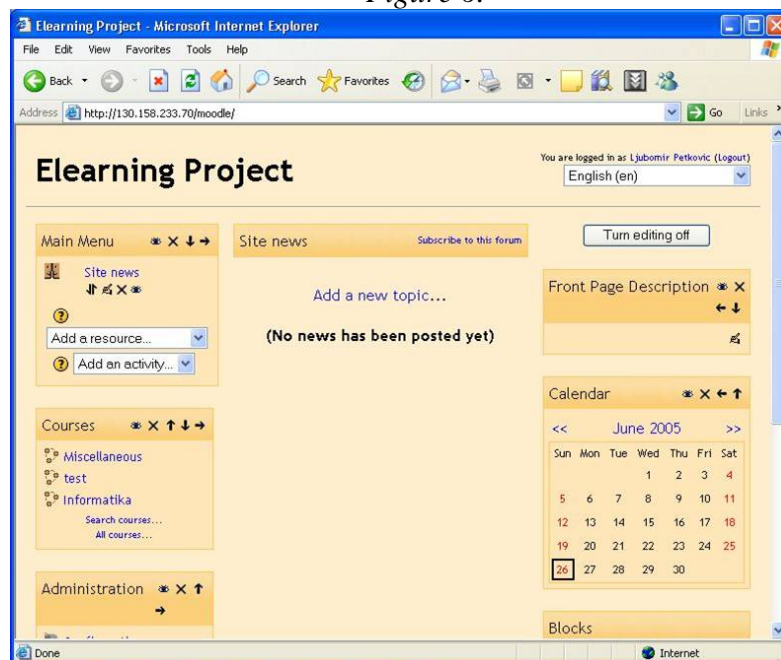 Elearning Project - Microsoft Internet Explorer
File Edit View Favorites Tools Help
Back Search Favorites
Address http://130.158.233.70/moodle/ Go Links »
Elearning Project
You are logged in as Ljubomir Petkovic (Logout)
English (en)
Main Menu
Site news
Add a resource...
Add an activity...
Courses
Miscellaneous
test
Informatika
Search courses...
All courses...
Administration
Site news Subscribe to this forum
Add a new topic...
(No news has been posted yet)
Turn editing off
Front Page Description
Calendar
<< June 2005 >>
Sun Mon Tue Wed Thu Fri Sat
1 2 3 4
5 6 7 8 9 10 11
12 13 14 15 16 17 18
19 20 21 22 23 24 25
26 27 28 29 30
Blocks
Done Internet